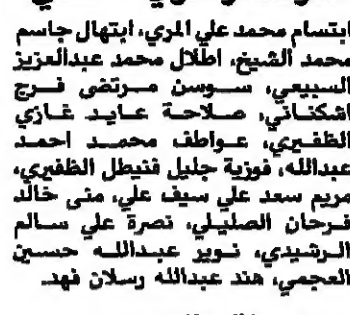 ابتسام محمد علي المري، ابتهال جاسم
محمد الشيخ، اطلال محمد عبدالعزيز
السبيعي، سوسن مرتضى فرج
اشكناني، صلاحة عايد غازي
الظفيري، عواطف محمد احمد
عبدالله، فوزية جليل فنيطل الظفيري،
مريم سعد علي سيف علي، منى خالد
فرحان الصليلي، نصرة علي سالم
الرشيدي، نوير عبدالله حسين
العجمي، هند عبدالله رسلان فهد.